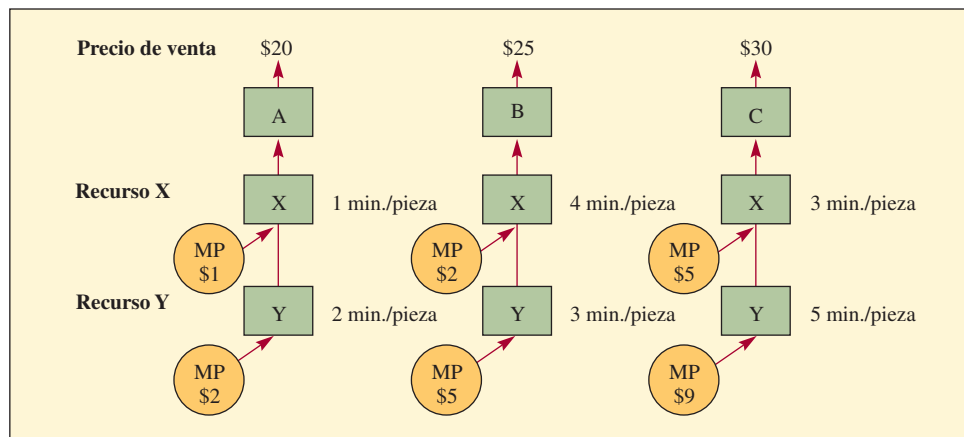 Precio de venta $20 $25 $30
A B C
Recurso X X 1 min./pieza X 4 min./pieza X 3 min./pieza
MP MP MP
$1 $2 $5
Recurso Y Y 2 min./pieza Y 3 min./pieza Y 5 min./pieza
MP MP MP
$2 $5 $9